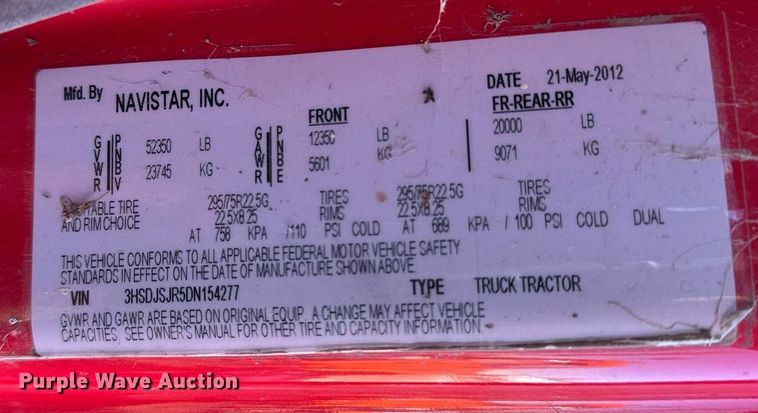 Mfd. By NAVISTAR, INC. DATE 21-May-2012
FRONT FR-REAR-RR
GVWR PNBV 52350 LB GAWR PNBE 12350 LB 20000 LB
23745 KG 5601 KG 9071 KG
SUITABLE TIRE 295/75R22.5G TIRES 295/75R22.5G TIRES
AND RIM CHOICE 22.5X8.25 RIMS 22.5X8.25 RIMS
AT 758 KPA /110 PSI COLD AT 689 KPA / 100 PSI COLD DUAL
THIS VEHICLE CONFORMS TO ALL APPLICABLE FEDERAL MOTOR VEHICLE SAFETY
STANDARDS IN EFFECT ON THE DATE OF MANUFACTURE SHOWN ABOVE.
VIN 3HSDJSJR5DN154277 TYPE TRUCK TRACTOR
GVWR AND GAWR ARE BASED ON ORIGINAL EQUIP. A CHANGE MAY AFFECT VEHICLE
CAPACITIES, SEE OWNER'S MANUAL FOR OTHER TIRE AND CAPACITY INFORMATION
Purple Wave Auction